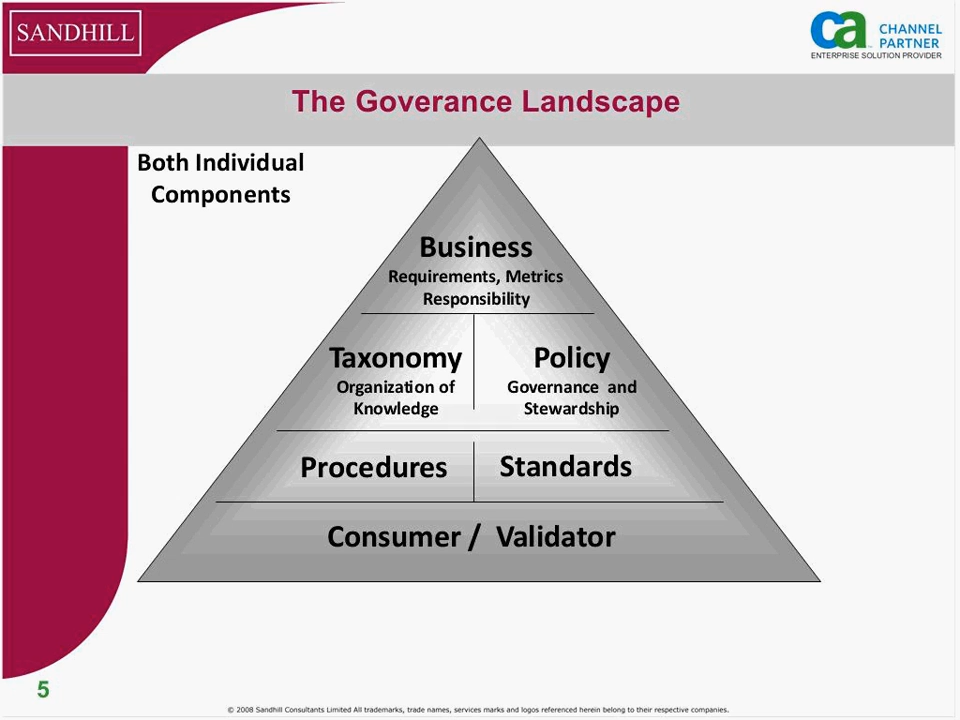 SANDHILL
ca CHANNEL
PARTNER
ENTERPRISE SOLUTION PROVIDER
The Goverance Landscape
Both Individual
Components
Business
Requirements, Metrics
Responsibility
Taxonomy
Organization of
Knowledge
Policy
Governance and
Stewardship
Procedures
Standards
Consumer / Validator
5
© 2008 Sandhill Consultants Limited All trademarks, trade names, services marks and logos referenced herein belong to their respective companies.